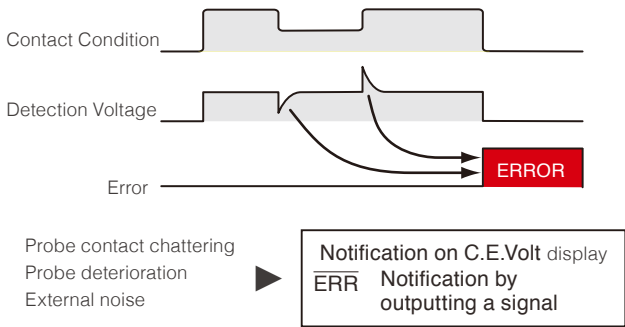 Contact Condition
Detection Voltage
Error
ERROR
Probe contact chattering
Probe deterioration
External noise
Notification on C.E.Volt display
E̅R̅R̅ Notification by
outputting a signal